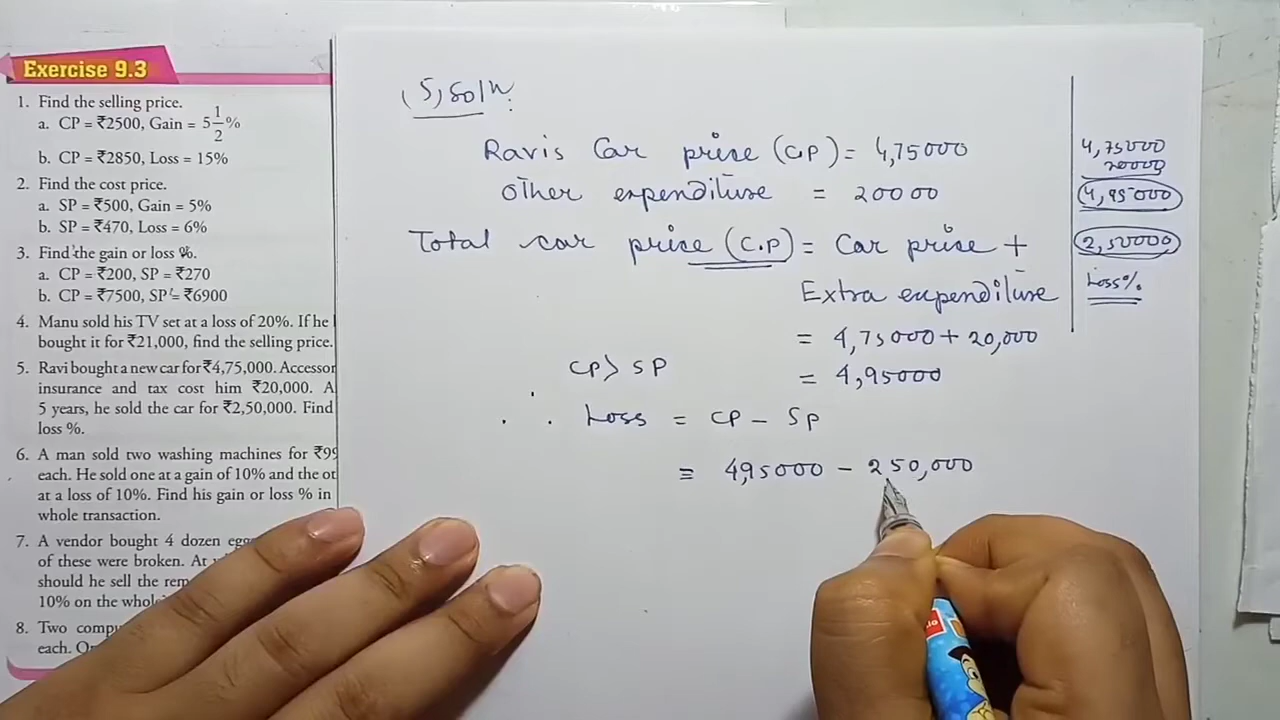 Exercise 9.3
1. Find the selling price.
a. CP = ₹2500, Gain = 5 1/2 %
b. CP = ₹2850, Loss = 15%
2. Find the cost price.
a. SP = ₹500, Gain = 5%
b. SP = ₹470, Loss = 6%
3. Find the gain or loss %.
a. CP = ₹200, SP = ₹270
b. CP = ₹7500, SP = ₹6900
4. Manu sold his TV set at a loss of 20%. If he
bought it for ₹21,000, find the selling price.
5. Ravi bought a new car for ₹4,75,000. Accessor
insurance and tax cost him ₹20,000. A
5 years, he sold the car for ₹2,50,000. Find
loss %.
6. A man sold two washing machines for ₹99
each. He sold one at a gain of 10% and the ot
at a loss of 10%. Find his gain or loss % in
whole transaction.
7. A vendor bought 4 dozen egg
of these were broken. At
should he sell the rem
10% on the whol
8. Two compu
each. O
(5) Soln:
Ravis Car prise (C.P) = 4,75000
Other expenditure = 20000
Total car prise (C.P) = Car prise +
Extra expenditure
= 4,75000 + 20,000
= 4,95000
CP > SP
∴ Loss = CP - SP
= 4,95000 - 250,000
4,75000
20000
4,95000
2,50000
Loss%